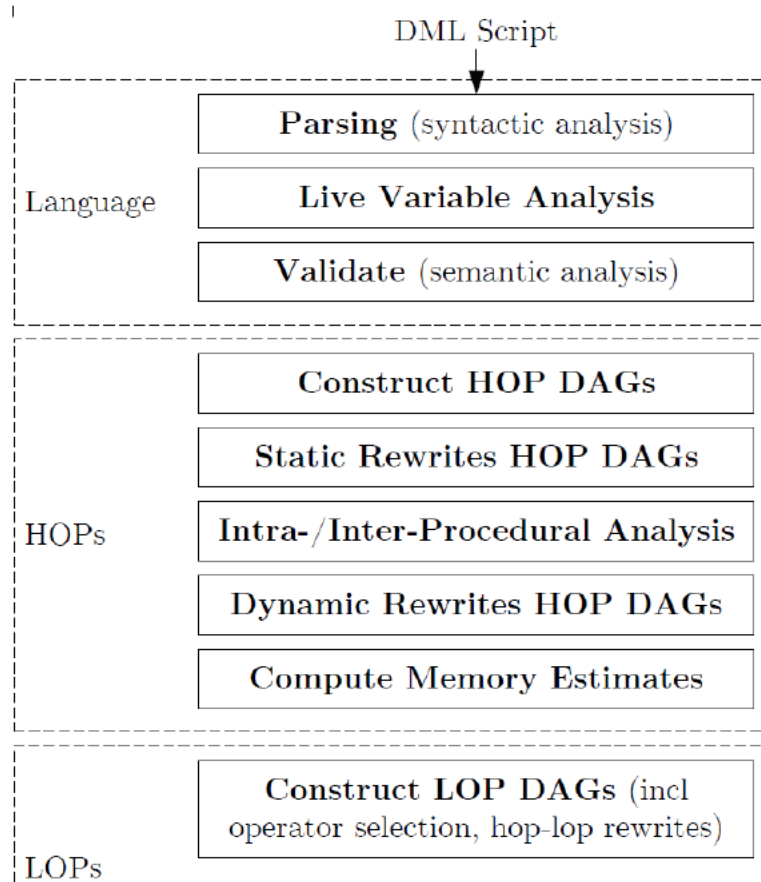 DML Script
Parsing (syntactic analysis)
Language
Live Variable Analysis
Validate (semantic analysis)
Construct HOP DAGs
Static Rewrites HOP DAGs
HOPs
Intra-/Inter-Procedural Analysis
Dynamic Rewrites HOP DAGs
Compute Memory Estimates
Construct LOP DAGs (incl
operator selection, hop-lop rewrites)
LOPs